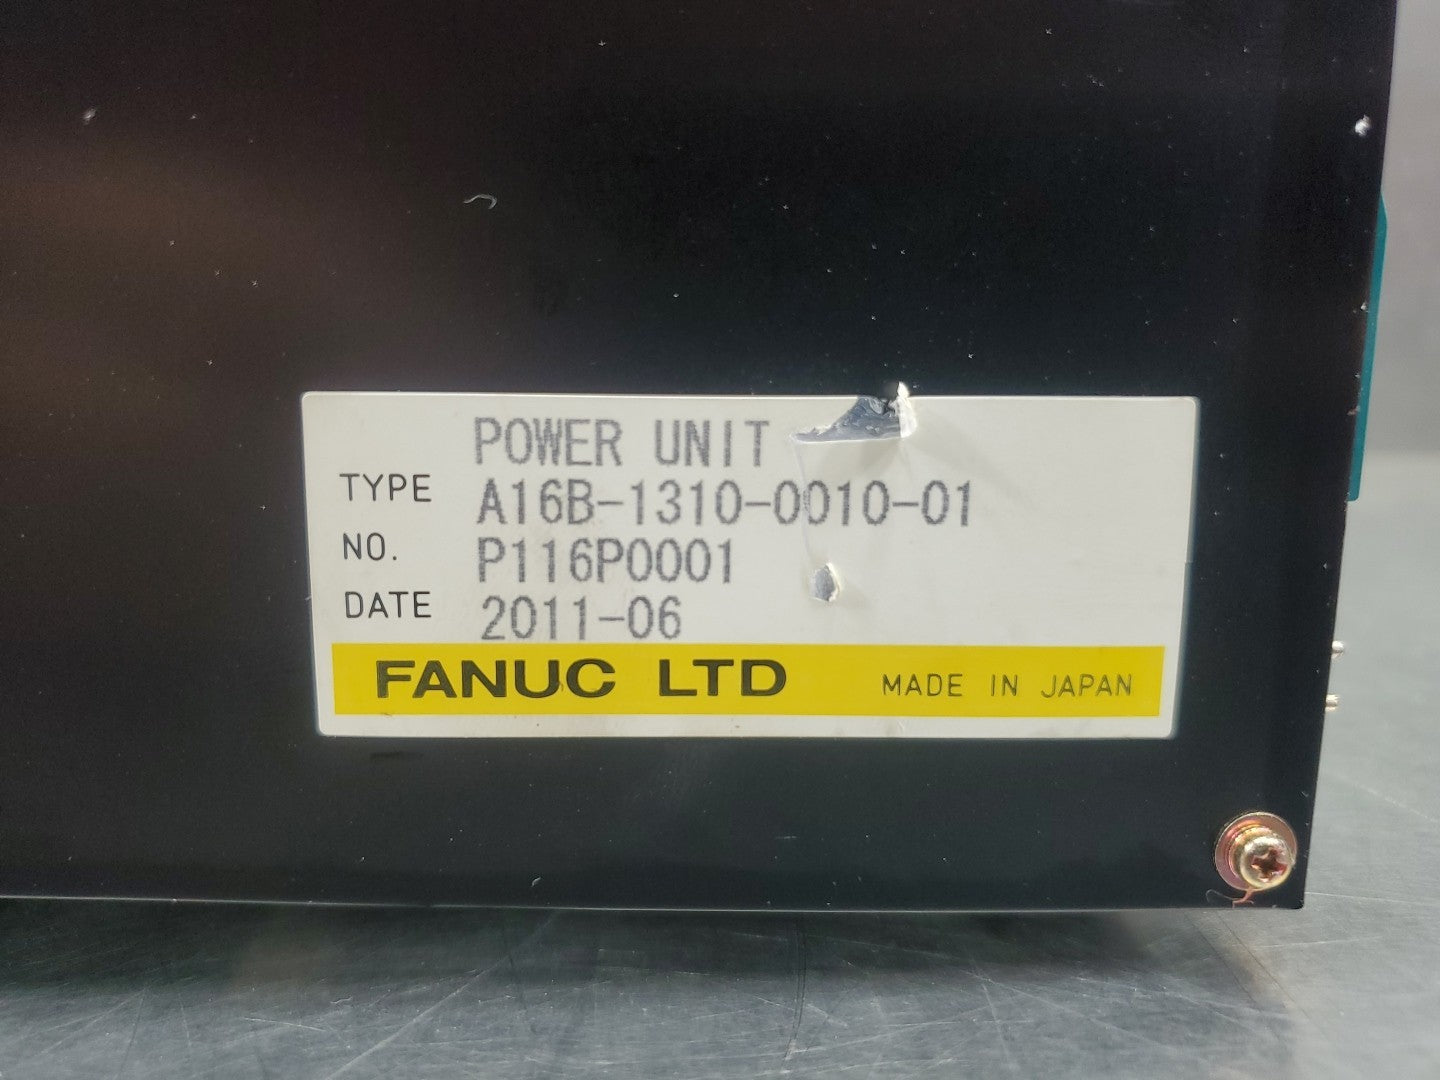 POWER UNIT
TYPE A16B-1310-0010-01
NO. P116P0001
DATE 2011-06
FANUC LTD MADE IN JAPAN